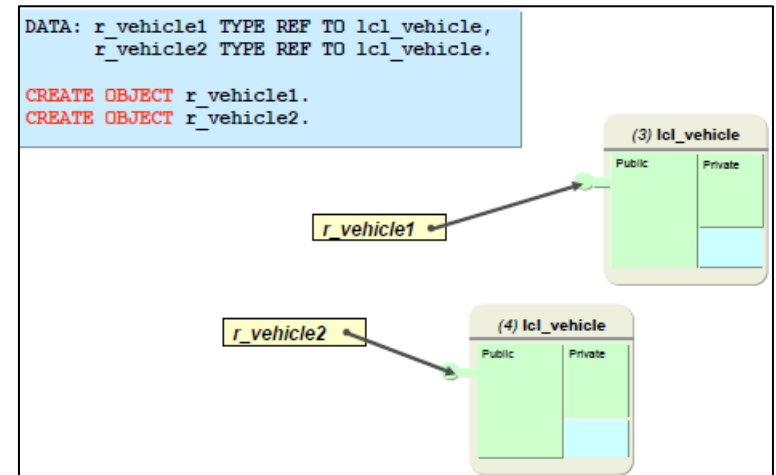 DATA: r_vehicle1 TYPE REF TO lcl_vehicle,
r_vehicle2 TYPE REF TO lcl_vehicle.
CREATE OBJECT r_vehicle1.
CREATE OBJECT r_vehicle2.
(3) lcl_vehicle
Public Private
r_vehicle1
r_vehicle2
(4) lcl_vehicle
Public Private